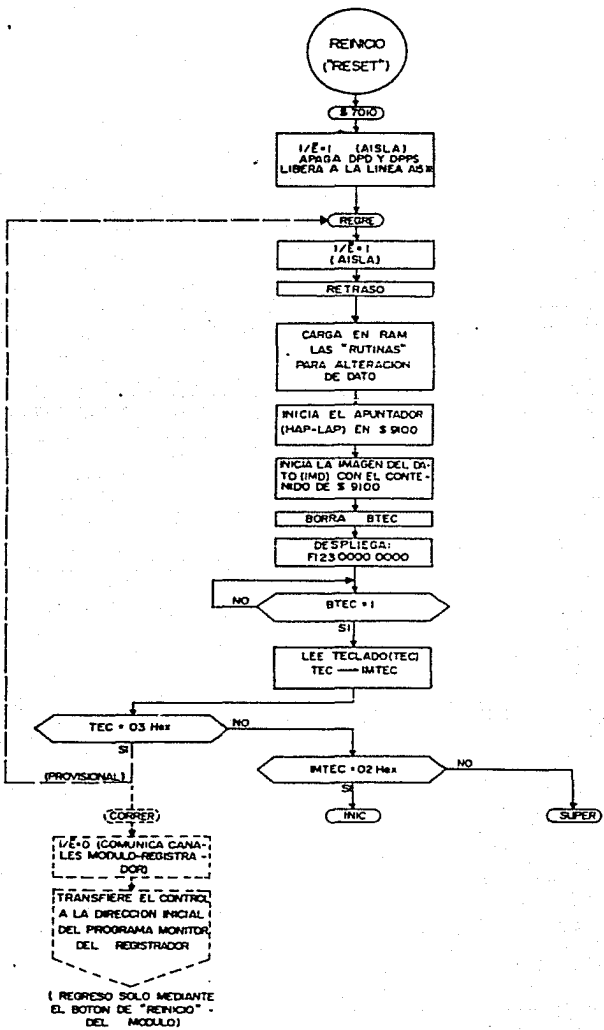 REINICIO
("RESET")
$ 7010
I/E̅=1 (AISLA)
APAGA DPD Y DPPS
LIBERA A LA LINEA A15
REGRE
I/E̅=1
(AISLA)
RETRASO
CARGA EN RAM
LAS "RUTINAS"
PARA ALTERACION
DE DATO
INICIA EL APUNTADOR
(HAP-LAP) EN $ 9100
INICIA LA IMAGEN DEL DA-
TO (IMD) CON EL CONTE-
NIDO DE $ 9100
BORRA BTEC
DESPLIEGA:
F123 0000 0000
BTEC = 1
NO
SI
LEE TECLADO(TEC)
TEC — IMTEC
TEC = 03 Hex
NO
SI
(PROVISIONAL)
IMTEC = 02 Hex
NO
SI
CORRER
INIC
SUPER
I/E̅=0 (COMUNICA CANA-
LES MODULO-REGISTRA-
DOR)
TRANSFIERE EL CONTROL
A LA DIRECCION INICIAL
DEL PROGRAMA MONITOR
DEL REGISTRADOR
( REGRESO SOLO MEDIANTE
EL BOTON DE "REINICIO" -
DEL MODULO)